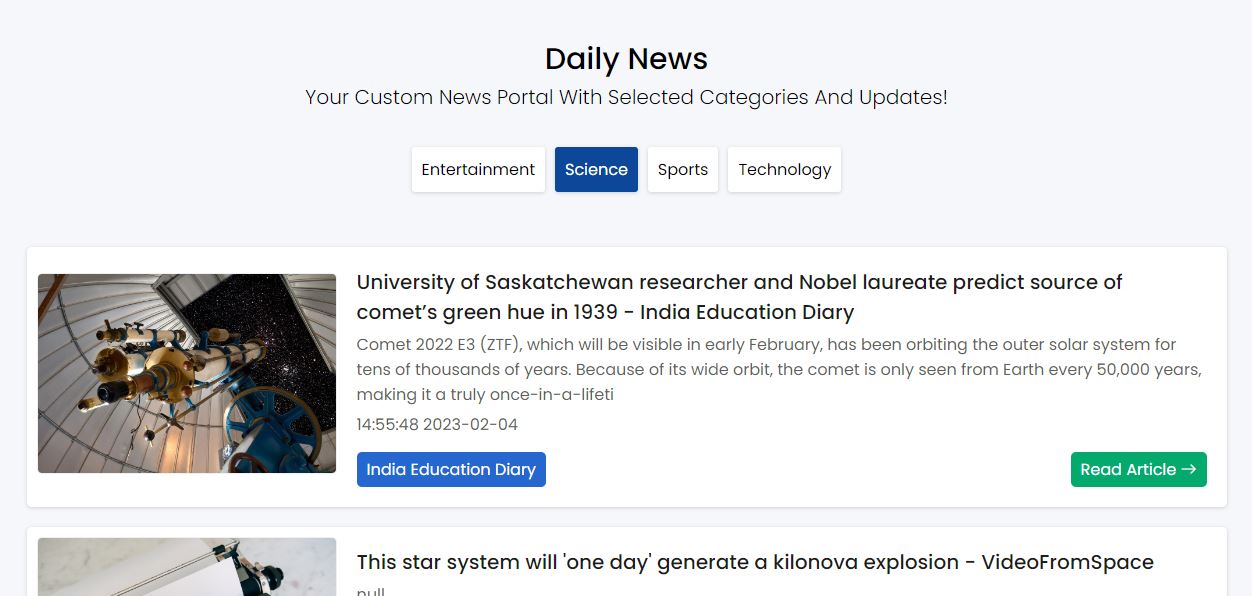 Daily News
Your Custom News Portal With Selected Categories And Updates!
Entertainment
Science
Sports
Technology
University of Saskatchewan researcher and Nobel laureate predict source of
comet’s green hue in 1939 - India Education Diary
Comet 2022 E3 (ZTF), which will be visible in early February, has been orbiting the outer solar system for
tens of thousands of years. Because of its wide orbit, the comet is only seen from Earth every 50,000 years,
making it a truly once-in-a-lifeti
14:55:48 2023-02-04
India Education Diary
Read Article →
This star system will 'one day' generate a kilonova explosion - VideoFromSpace
null